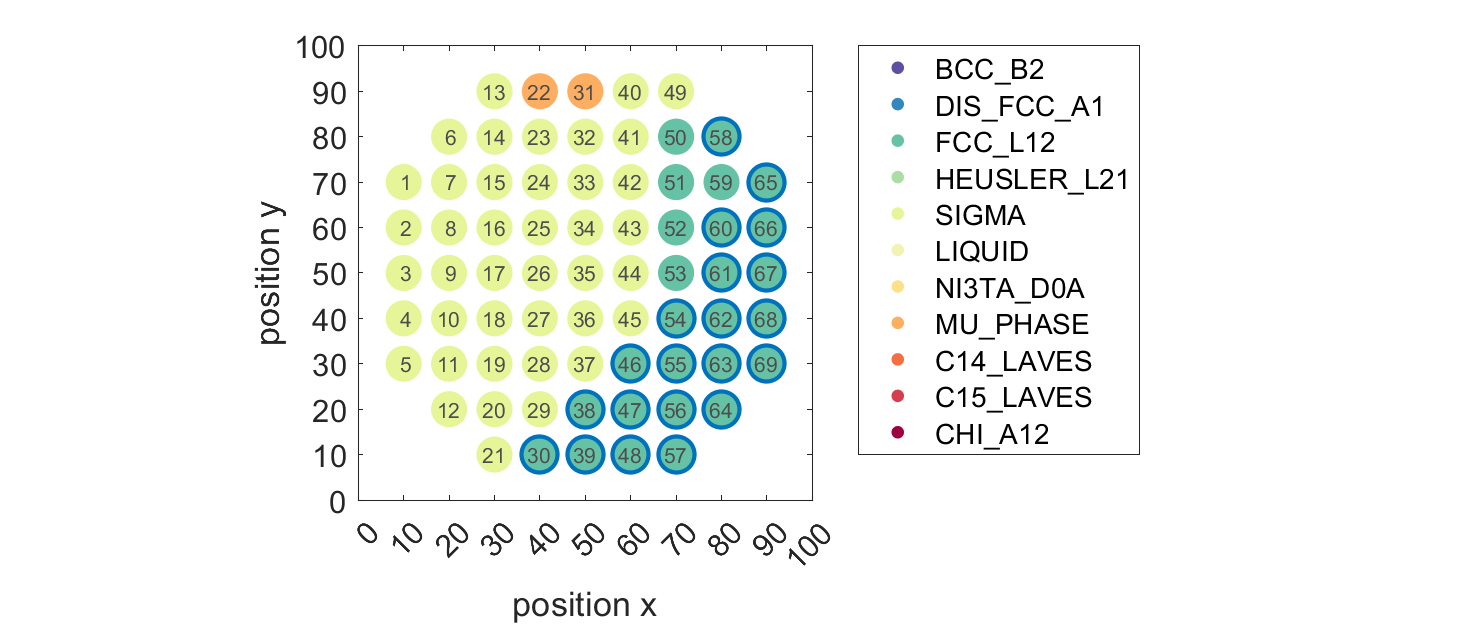 100
90
80
70
60
50
40
30
20
10
0
position y
13 22 31 40 49
6 14 23 32 41 50 58
1 7 15 24 33 42 51 59 65
2 8 16 25 34 43 52 60 66
3 9 17 26 35 44 53 61 67
4 10 18 27 36 45 54 62 68
5 11 19 28 37 46 55 63 69
12 20 29 38 47 56 64
21 30 39 48 57
0 10 20 30 40 50 60 70 80 90 100
position x
BCC_B2
DIS_FCC_A1
FCC_L12
HEUSLER_L21
SIGMA
LIQUID
NI3TA_D0A
MU_PHASE
C14_LAVES
C15_LAVES
CHI_A12